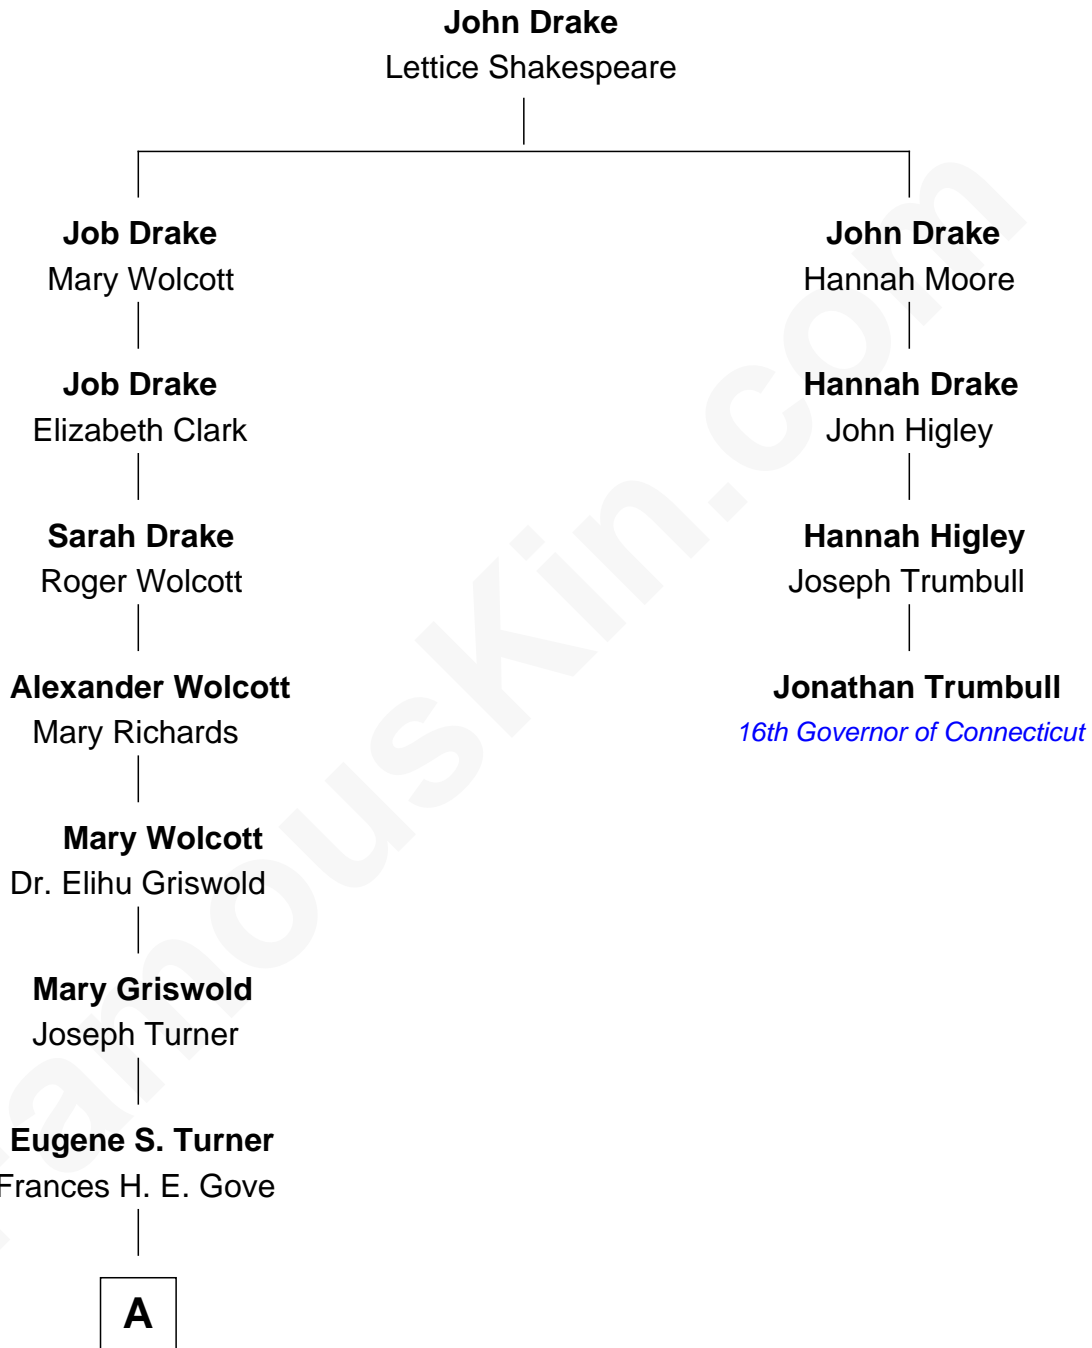 John Drake
Lettice Shakespeare
Job Drake
Mary Wolcott
John Drake
Hannah Moore
Job Drake
Elizabeth Clark
Hannah Drake
John Higley
Sarah Drake
Roger Wolcott
Hannah Higley
Joseph Trumbull
Alexander Wolcott
Mary Richards
Jonathan Trumbull
16th Governor of Connecticut
Mary Wolcott
Dr. Elihu Griswold
Mary Griswold
Joseph Turner
Eugene S. Turner
Frances H. E. Gove
A
FamousKin.com